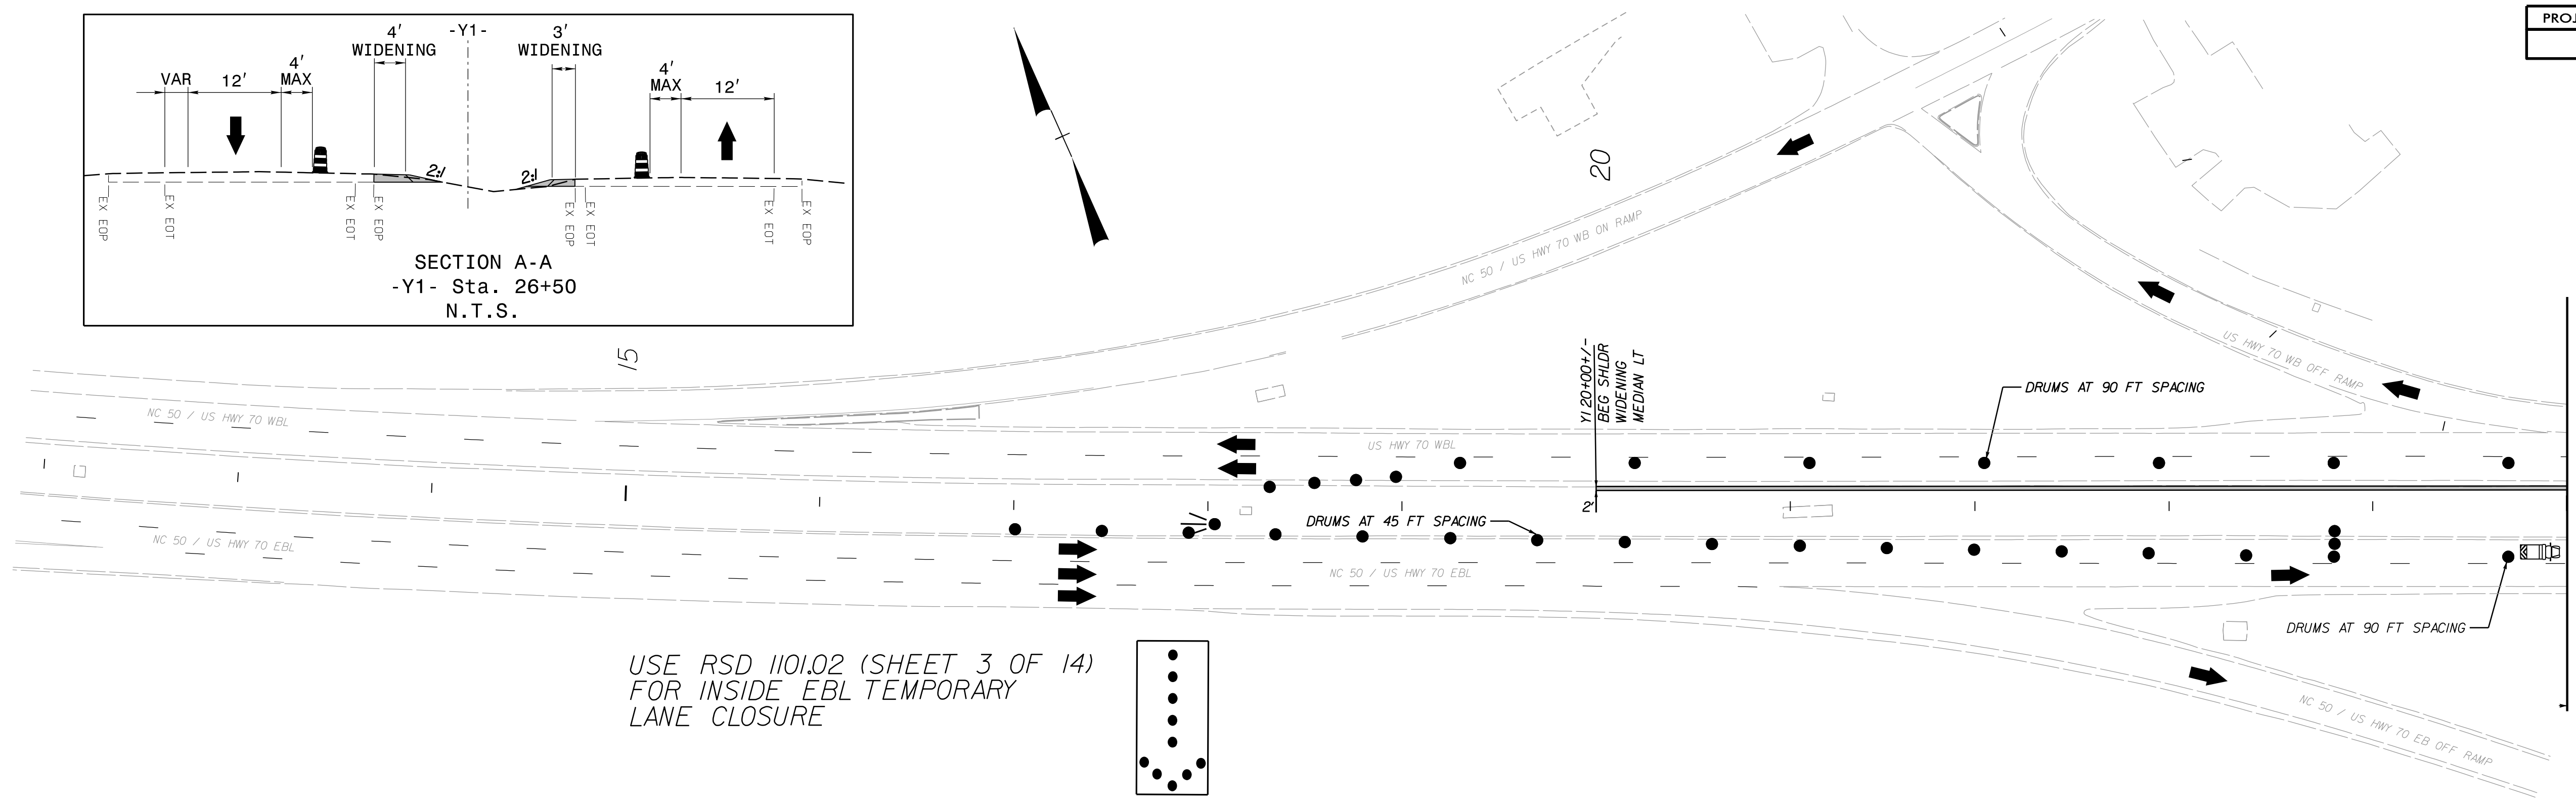 PROJ
4'
WIDENING
-Y1-
3'
WIDENING
VAR
12'
4'
MAX
4'
MAX
12'
2:1
2:1
EX EOP
EX EOT
EX EOT
EX EOP
EX EOP
EX EOT
EX EOT
EX EOP
SECTION A-A
-Y1- Sta. 26+50
N.T.S.
15
20
NC 50 / US HWY 70 WB ON RAMP
US HWY 70 WB OFF RAMP
Y1 20+00+/-
BEG SHLDR
WIDENING
MEDIAN LT
DRUMS AT 90 FT SPACING
NC 50 / US HWY 70 WBL
US HWY 70 WBL
2'
DRUMS AT 45 FT SPACING
NC 50 / US HWY 70 EBL
NC 50 / US HWY 70 EBL
DRUMS AT 90 FT SPACING
USE RSD 1101.02 (SHEET 3 OF 14)
FOR INSIDE EBL TEMPORARY
LANE CLOSURE
NC 50 / US HWY 70 EB OFF RAMP